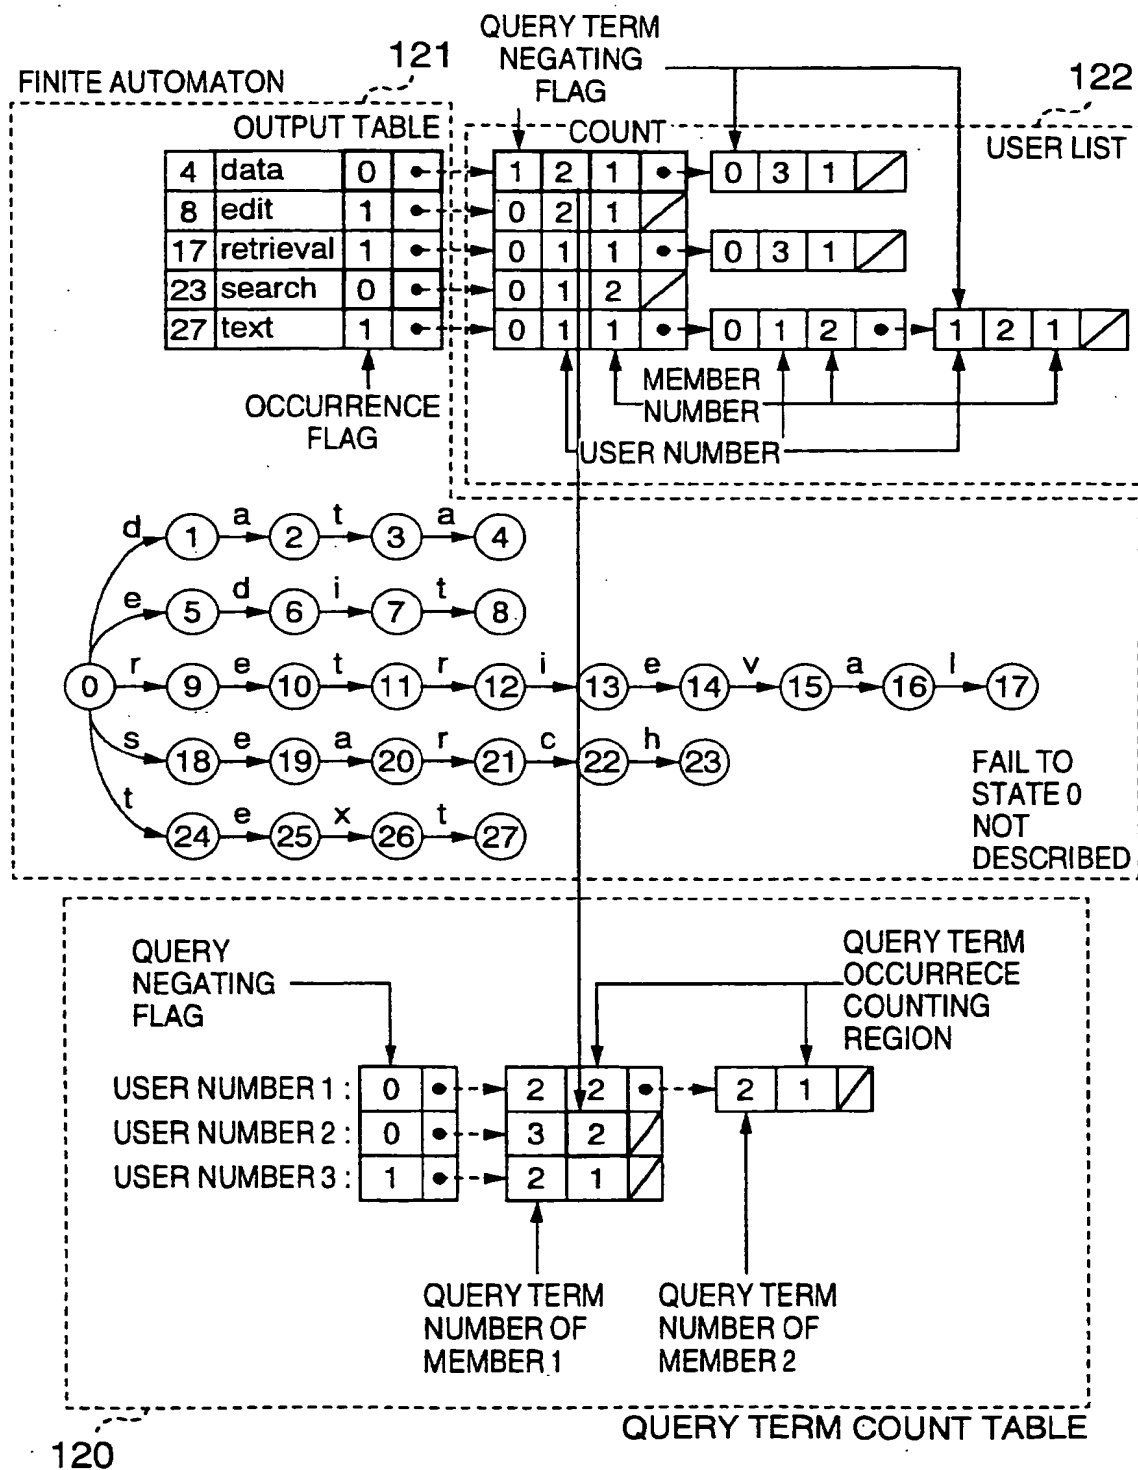 QUERY TERM
NEGATING
FLAG
121
122
FINITE AUTOMATON
OUTPUT TABLE
COUNT
USER LIST
4 data 0 1 2 1 0 3 1
8 edit 1 0 2 1
17 retrieval 1 0 1 1 0 3 1
23 search 0 0 1 2
27 text 1 0 1 1 0 1 2 1 2 1
OCCURRENCE
FLAG
MEMBER
NUMBER
USER NUMBER
d 1 a 2 t 3 a 4
e 5 d 6 i 7 t 8
0 r 9 e 10 t 11 r 12 i 13 e 14 v 15 a 16 l 17
s 18 e 19 a 20 r 21 c 22 h 23
t 24 e 25 x 26 t 27
FAIL TO
STATE 0
NOT
DESCRIBED
QUERY
NEGATING
FLAG
QUERY TERM
OCCURRECE
COUNTING
REGION
USER NUMBER 1 : 0 2 2 2 1
USER NUMBER 2 : 0 3 2
USER NUMBER 3 : 1 2 1
QUERY TERM
NUMBER OF
MEMBER 1
QUERY TERM
NUMBER OF
MEMBER 2
QUERY TERM COUNT TABLE
120